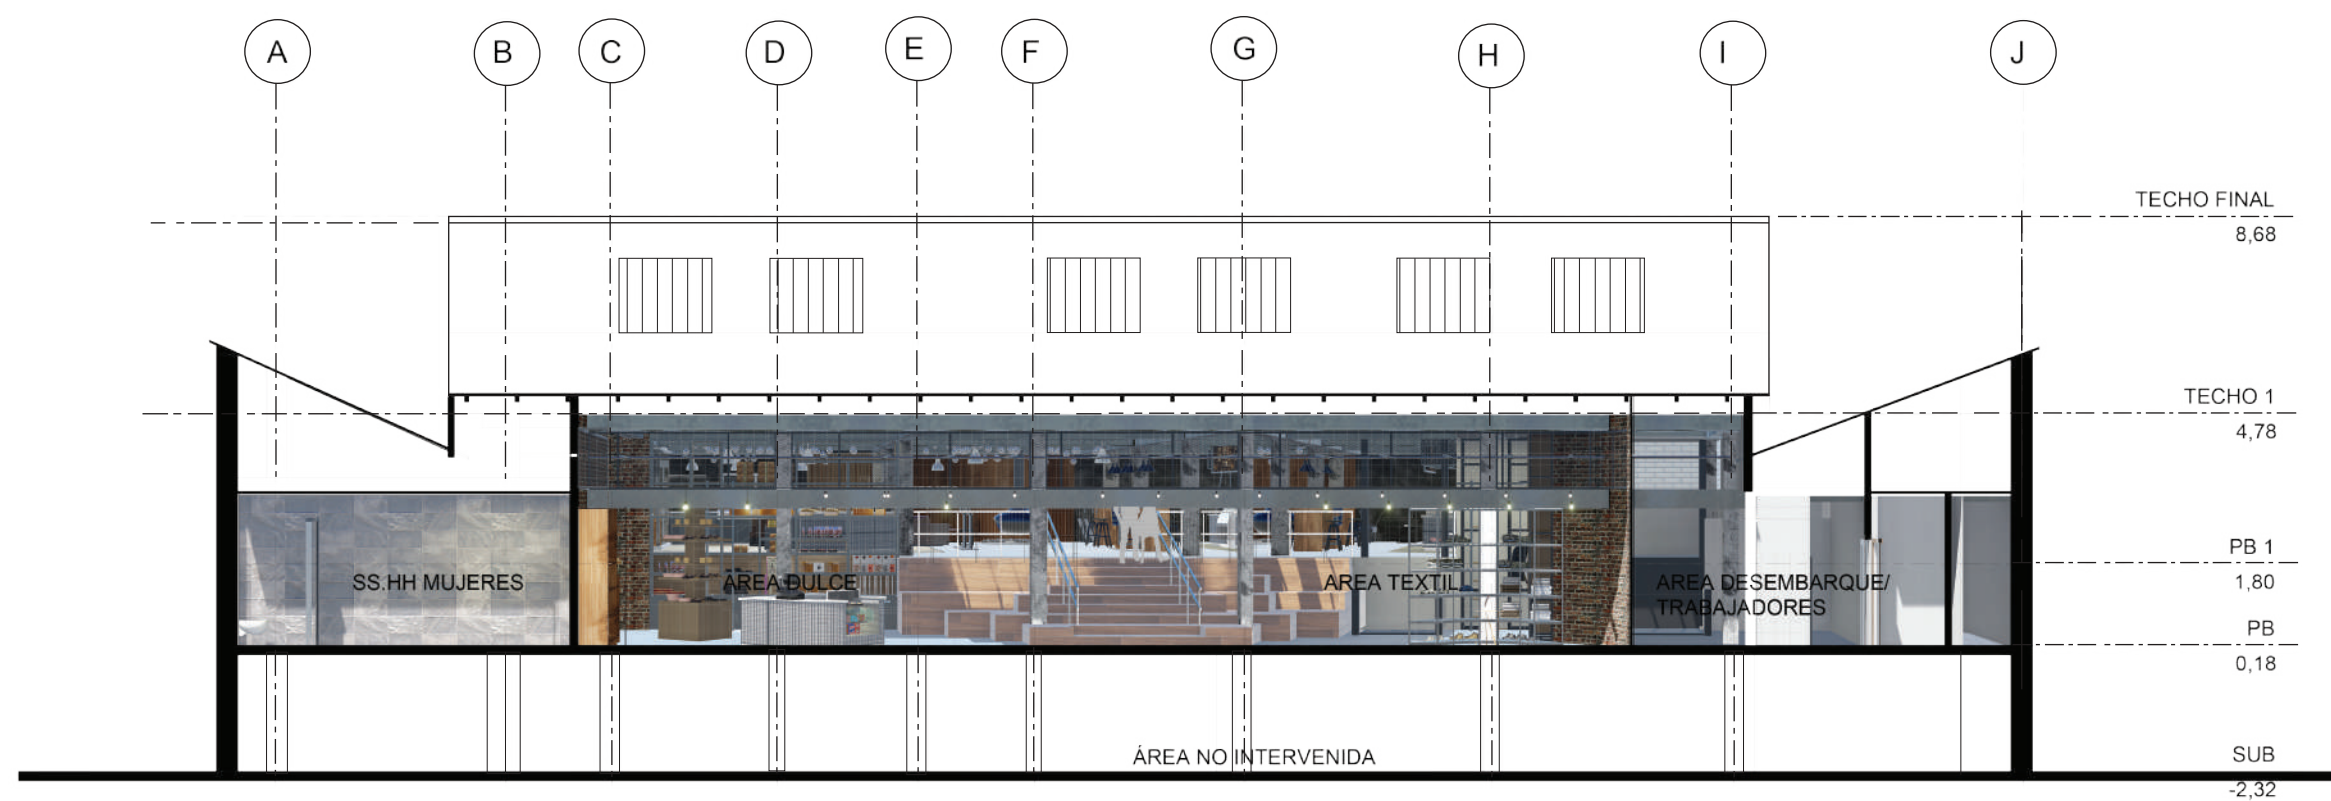 A B C D E F G H I J
TECHO FINAL
8,68
TECHO 1
4,78
PB 1
1,80
SS.HH MUJERES
AREA DULCE
AREA TEXTIL
AREA DESEMBARQUE/
TRABAJADORES
PB
0,18
ÁREA NO INTERVENIDA
SUB
-2,32